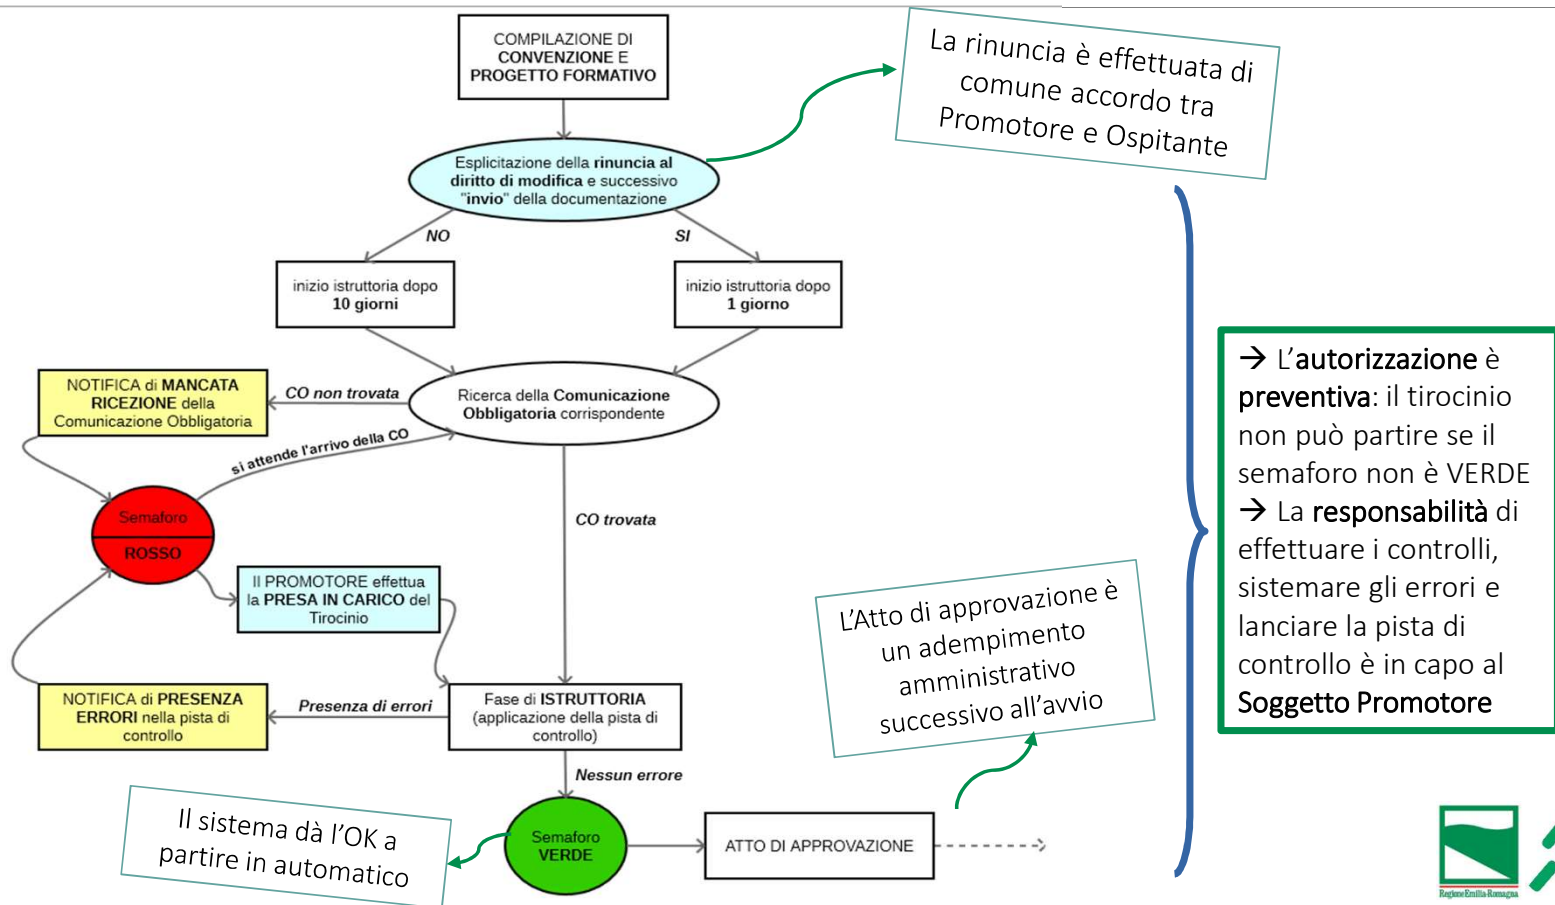 COMPILAZIONE DI
CONVENZIONE E
PROGETTO FORMATIVO
La rinuncia è effettuata di
comune accordo tra
Promotore e Ospitante
Esplicitazione della rinuncia al
diritto di modifica e successivo
"invio" della documentazione
NO
SI
inizio istruttoria dopo
10 giorni
inizio istruttoria dopo
1 giorno
NOTIFICA di MANCATA
RICEZIONE della
Comunicazione Obbligatoria
CO non trovata
Ricerca della Comunicazione
Obbligatoria corrispondente
si attende l'arrivo della CO
Semaforo
ROSSO
CO trovata
Il PROMOTORE effettua
la PRESA IN CARICO del
Tirocinio
NOTIFICA di PRESENZA
ERRORI nella pista di
controllo
Presenza di errori
Fase di ISTRUTTORIA
(applicazione della pista di
controllo)
Nessun errore
L'Atto di approvazione è
un adempimento
amministrativo
successivo all'avvio
Il sistema dà l'OK a
partire in automatico
Semaforo
VERDE
ATTO DI APPROVAZIONE
→ L'autorizzazione è
preventiva: il tirocinio
non può partire se il
semaforo non è VERDE
→ La responsabilità di
effettuare i controlli,
sistemare gli errori e
lanciare la pista di
controllo è in capo al
Soggetto Promotore
RegioneEmilia-Romagna